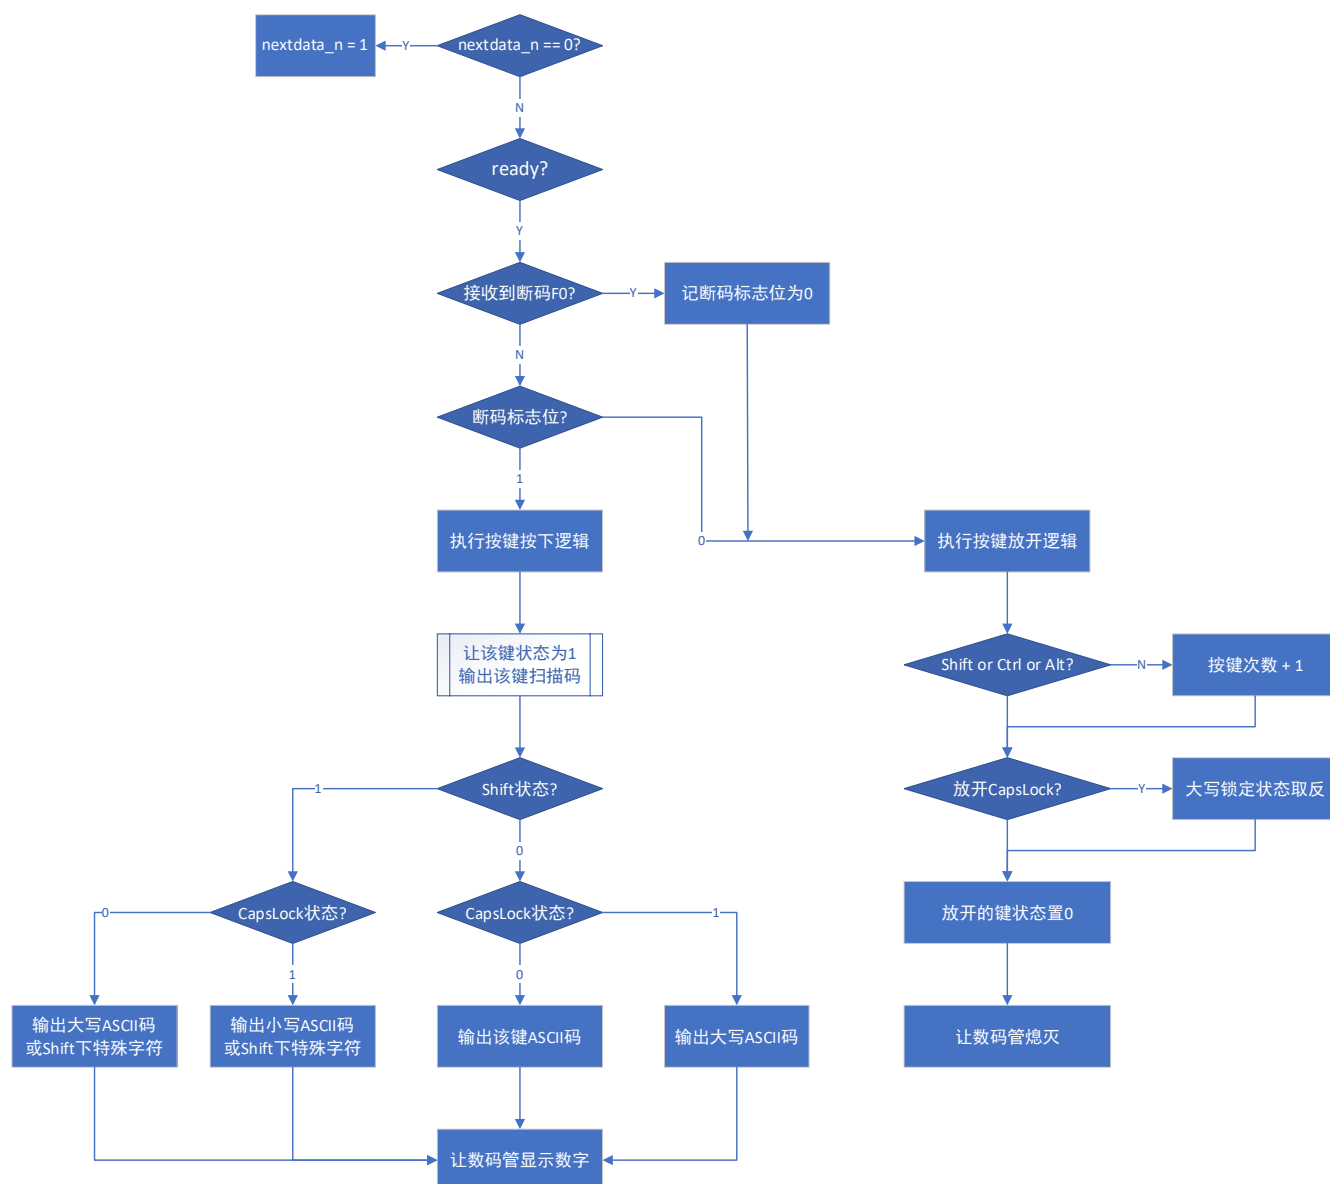 nextdata_n = 1
Y
nextdata_n == 0?
N
ready?
Y
接收到断码F0?
Y
记断码标志位为0
N
断码标志位?
1
0
执行按键按下逻辑
执行按键放开逻辑
让该键状态为1
输出该键扫描码
Shift or Ctrl or Alt?
N
按键次数 + 1
Shift状态?
1
0
放开CapsLock?
Y
大写锁定状态取反
CapsLock状态?
0
1
CapsLock状态?
1
0
放开的键状态置0
输出大写ASCII码
或Shift下特殊字符
输出小写ASCII码
或Shift下特殊字符
输出该键ASCII码
输出大写ASCII码
让数码管熄灭
让数码管显示数字